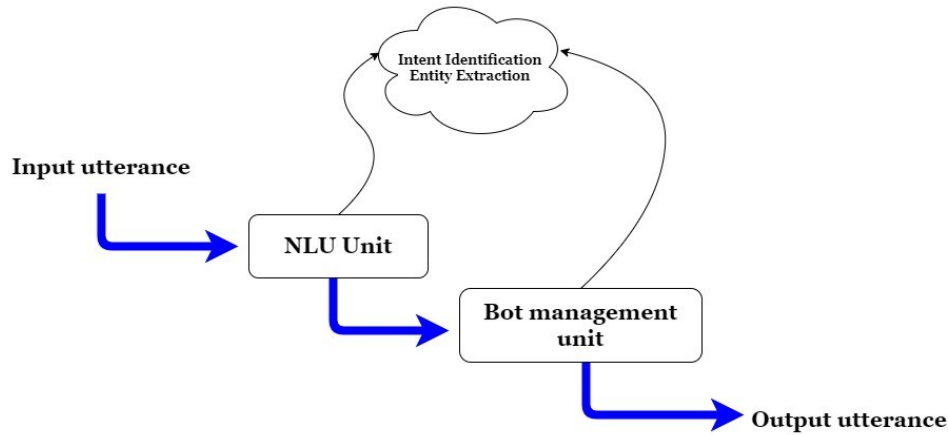 Intent Identification
Entity Extraction
Input utterance
NLU Unit
Bot management
unit
Output utterance